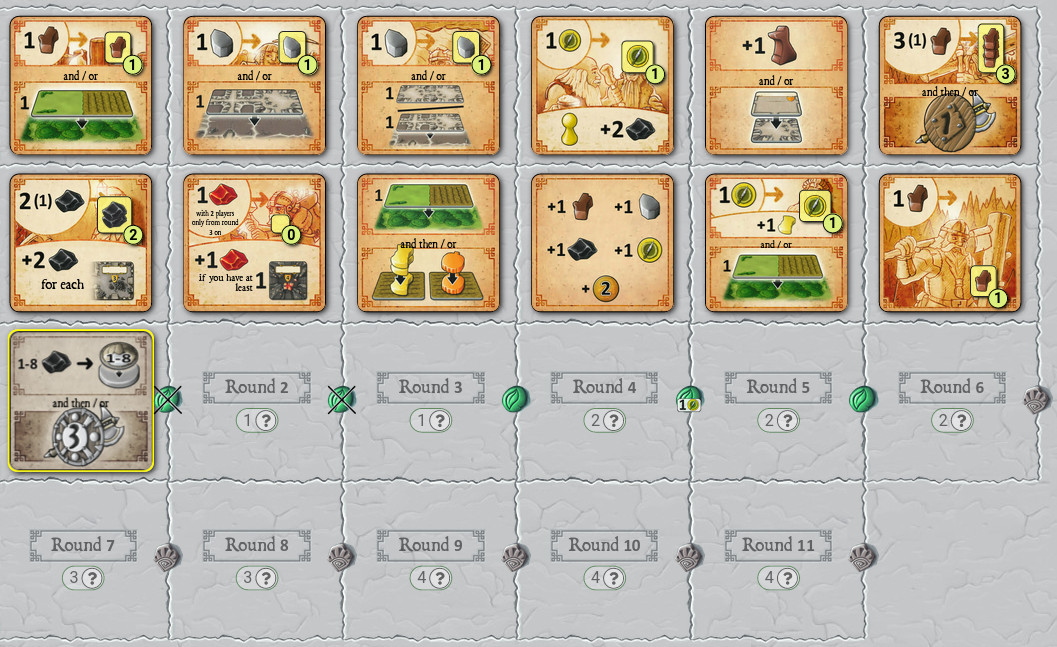 1 1
and / or
1
1 1
and / or
1
1 1
and / or
1
1
1 1
+2
+1
and / or
3 (1) 3
and then / or
1
2 (1) 2
+2
for each
3
1
with 2 players
only from round
3 on
0
+1
if you have at
least 1
1
and then / or
+1 +1
+1 +1
+ 2
1 1
+1
and / or
1
1
1
1-8 1-8
and then / or
3
Round 2
1 ?
Round 3
1 ?
Round 4
2 ?
1
Round 5
2 ?
Round 6
2 ?
Round 7
3 ?
Round 8
3 ?
Round 9
4 ?
Round 10
4 ?
Round 11
4 ?